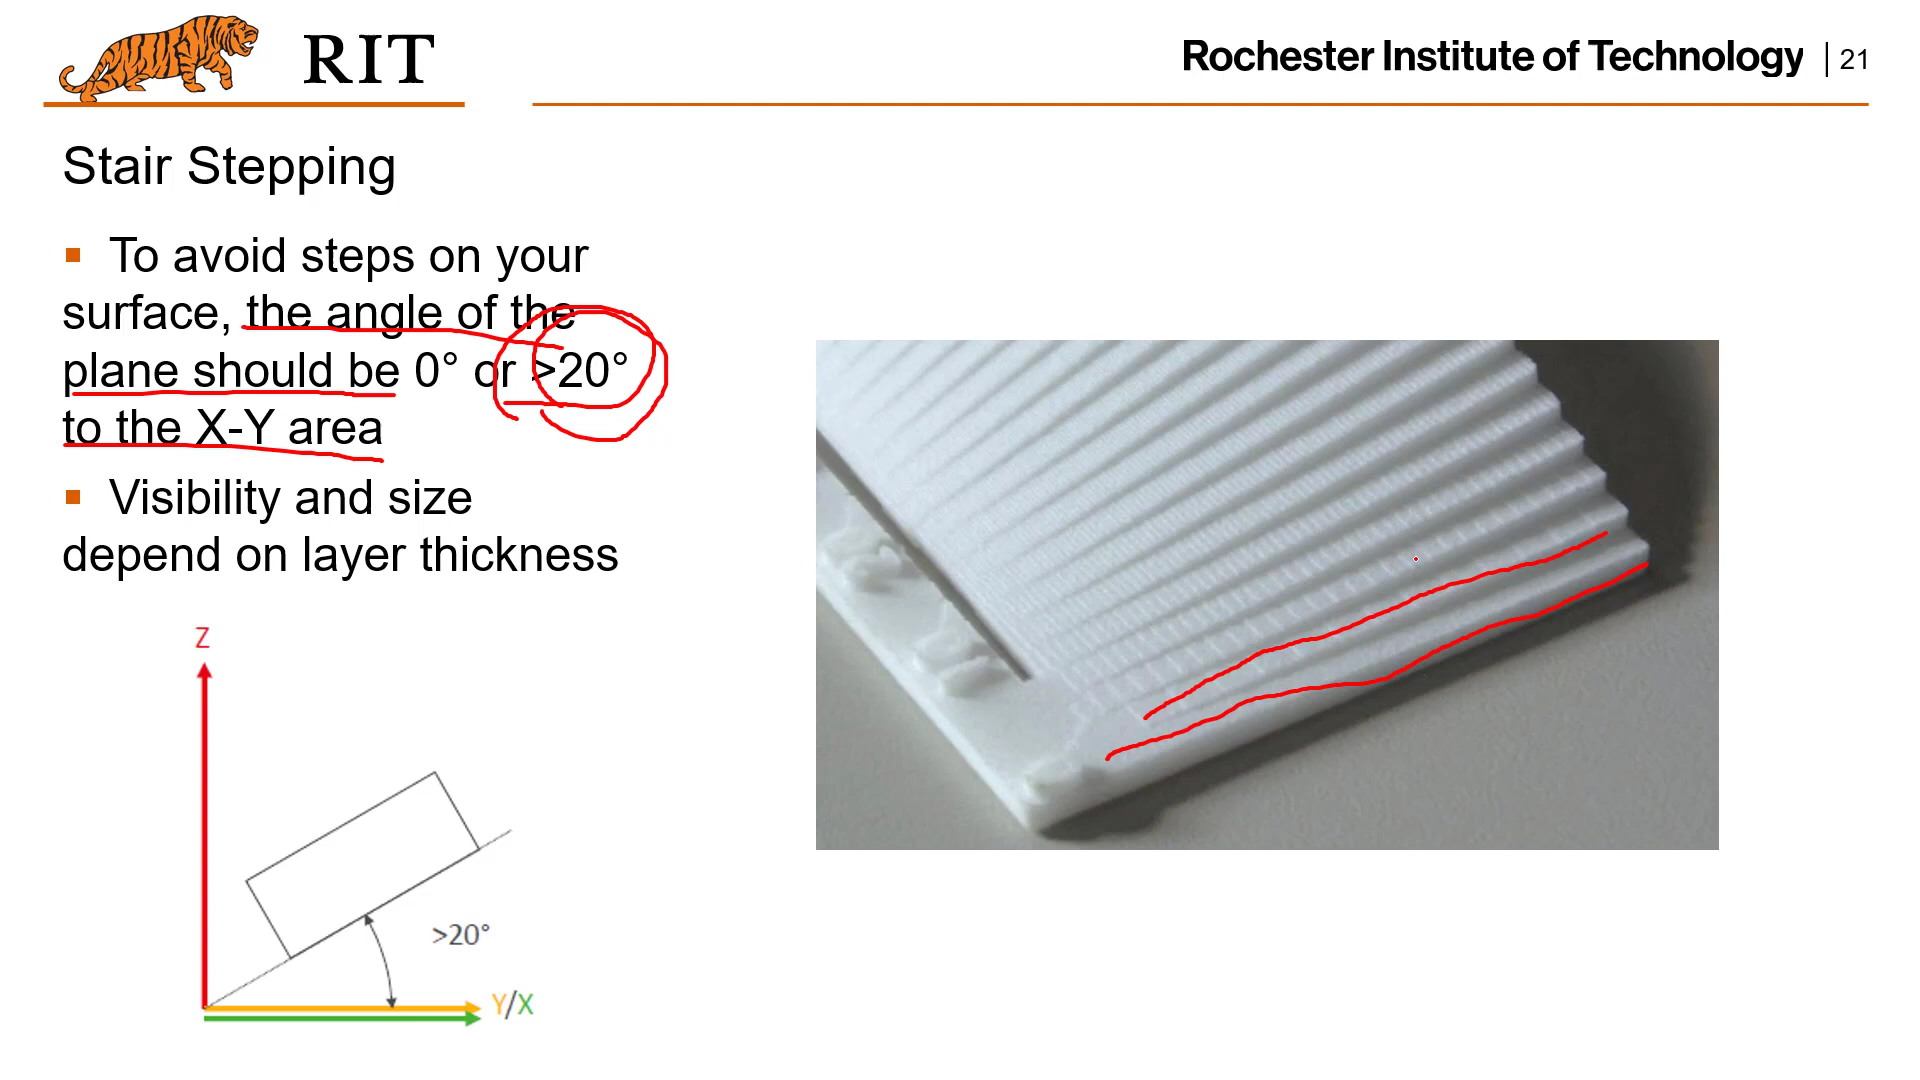 RIT
Rochester Institute of Technology | 21
Stair Stepping
▪ To avoid steps on your
surface, the angle of the
plane should be 0° or >20°
to the X-Y area
▪ Visibility and size
depend on layer thickness
Z
>20°
Y/X